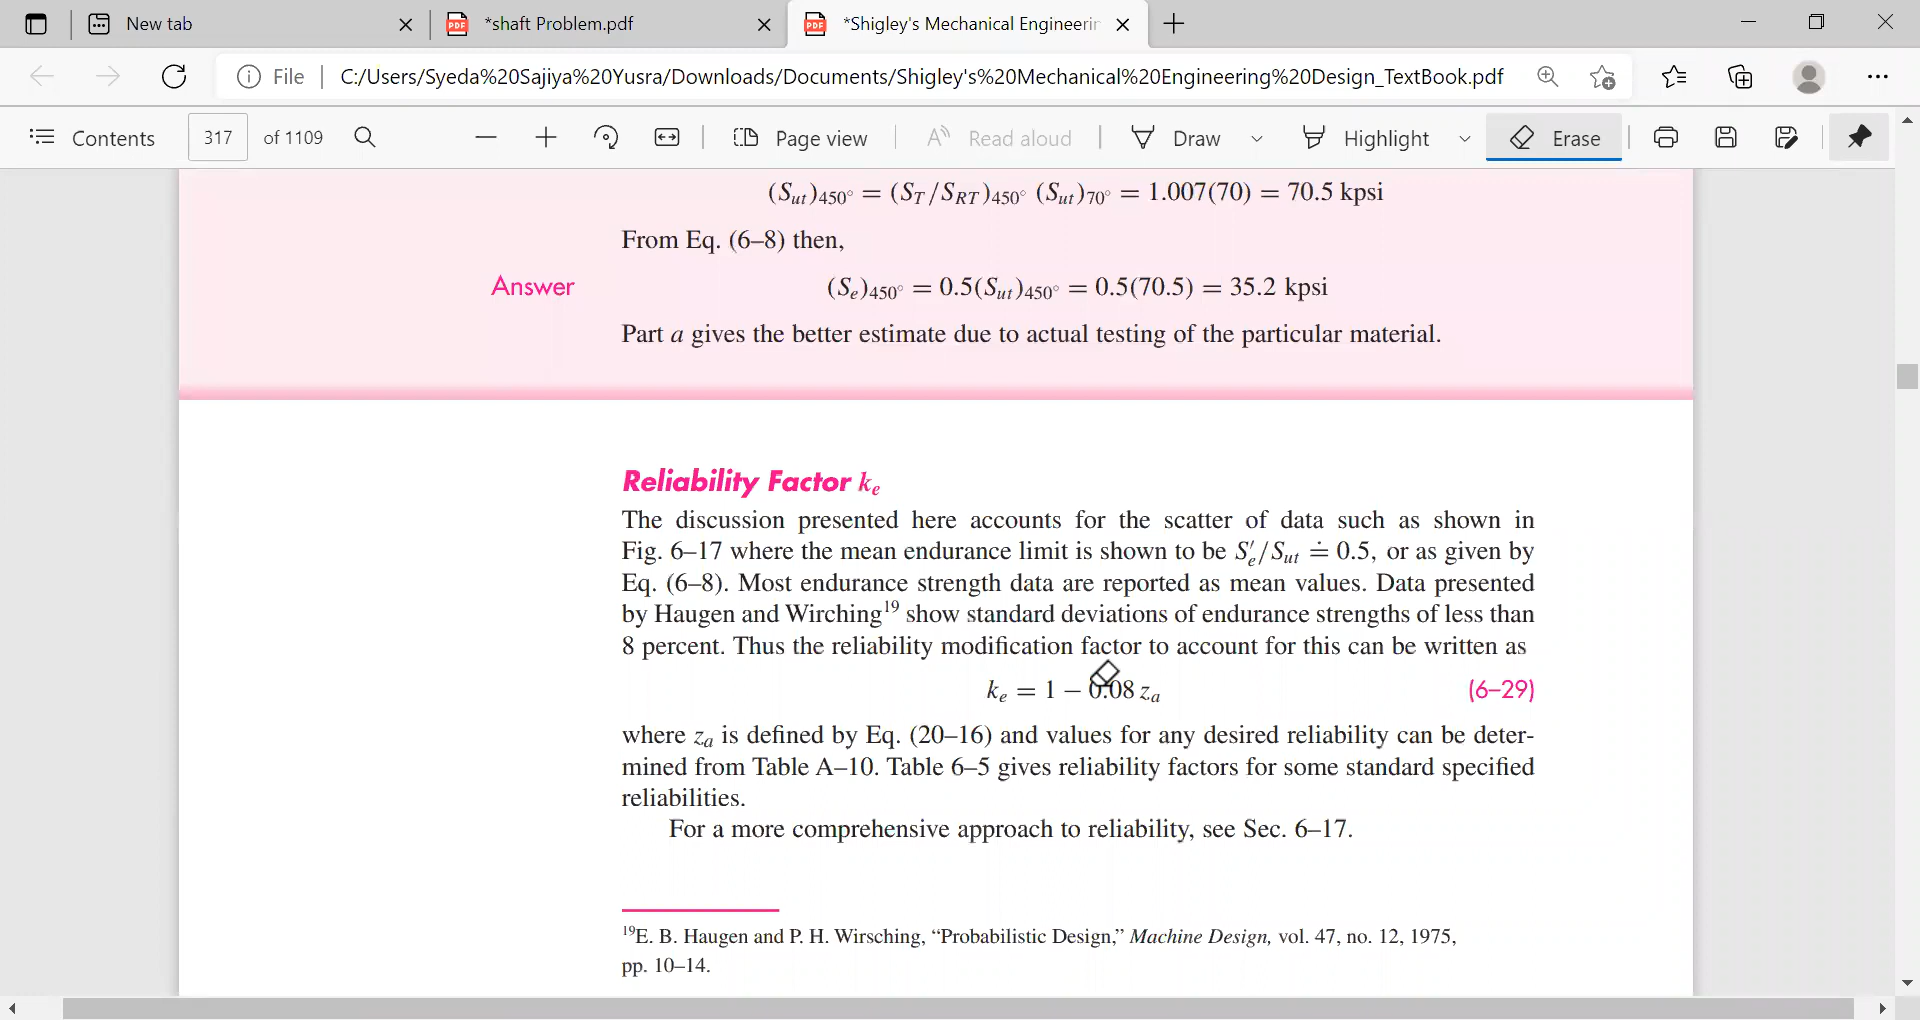 New tab
*shaft Problem.pdf
*Shigley's Mechanical Engineerin
File
C:/Users/Syeda%20Sajiya%20Yusra/Downloads/Documents/Shigley's%20Mechanical%20Engineering%20Design_TextBook.pdf
Contents
317
of 1109
Page view
Read aloud
Draw
Highlight
Erase
(Sut)450° = (ST/SRT)450° (Sut)70° = 1.007(70) = 70.5 kpsi
From Eq. (6–8) then,
Answer
(Se)450° = 0.5(Sut)450° = 0.5(70.5) = 35.2 kpsi
Part a gives the better estimate due to actual testing of the particular material.
Reliability Factor ke
The discussion presented here accounts for the scatter of data such as shown in
Fig. 6–17 where the mean endurance limit is shown to be S′e/Sut ≐ 0.5, or as given by
Eq. (6–8). Most endurance strength data are reported as mean values. Data presented
by Haugen and Wirching19 show standard deviations of endurance strengths of less than
8 percent. Thus the reliability modification factor to account for this can be written as
ke = 1 − 0.08 za
(6–29)
where za is defined by Eq. (20–16) and values for any desired reliability can be deter-
mined from Table A–10. Table 6–5 gives reliability factors for some standard specified
reliabilities.
For a more comprehensive approach to reliability, see Sec. 6–17.
19E. B. Haugen and P. H. Wirsching, “Probabilistic Design,” Machine Design, vol. 47, no. 12, 1975,
pp. 10–14.